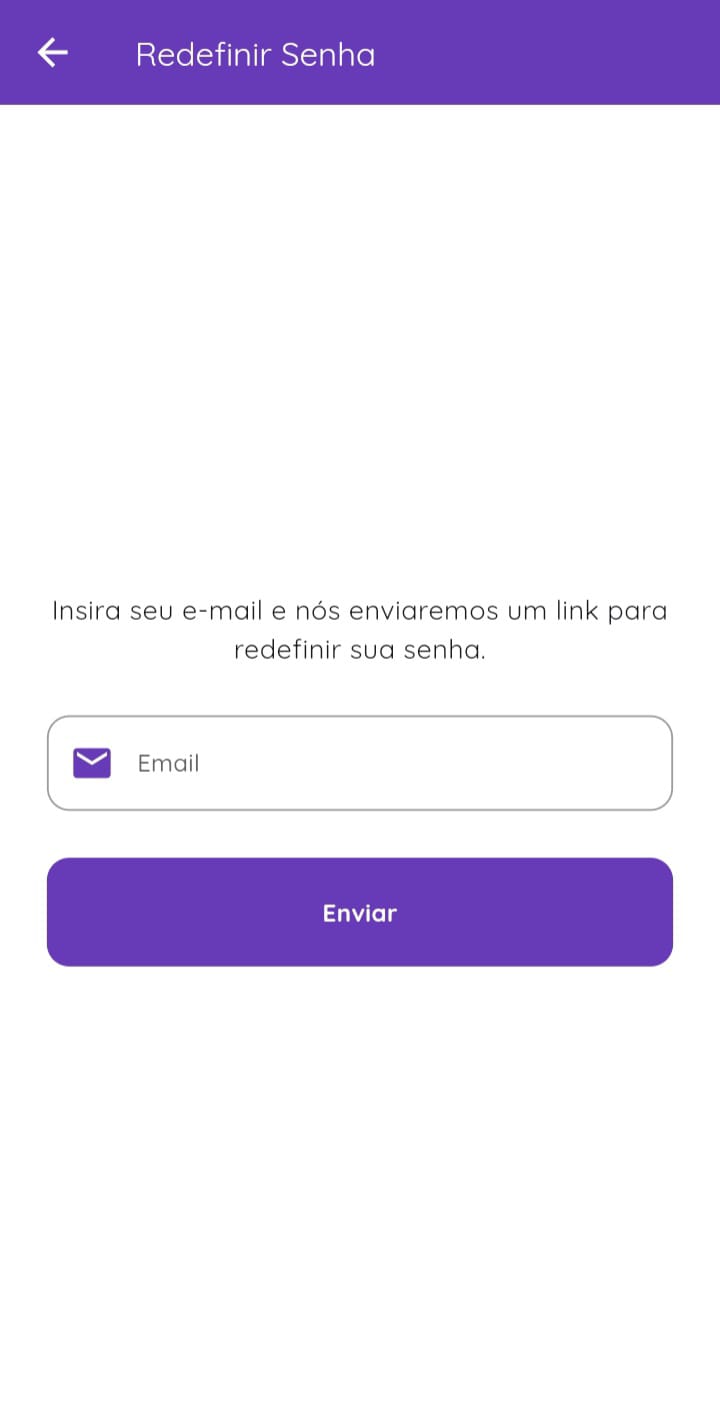 Redefinir Senha
Insira seu e-mail e nós enviaremos um link para
redefinir sua senha.
Email
Enviar